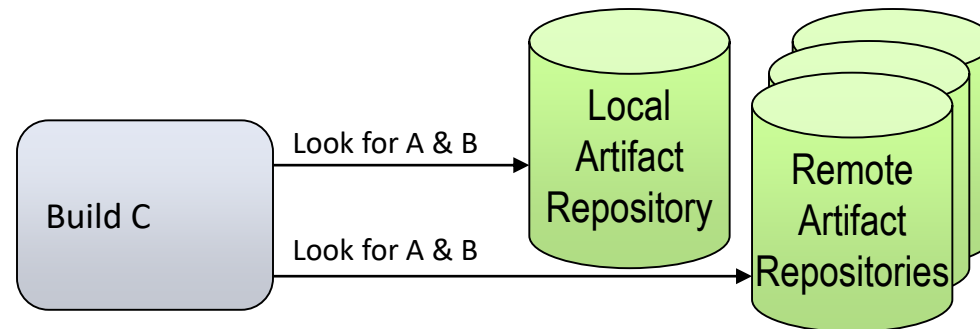 Build C
Look for A & B
Look for A & B
Local
Artifact
Repository
Remote
Artifact
Repositories